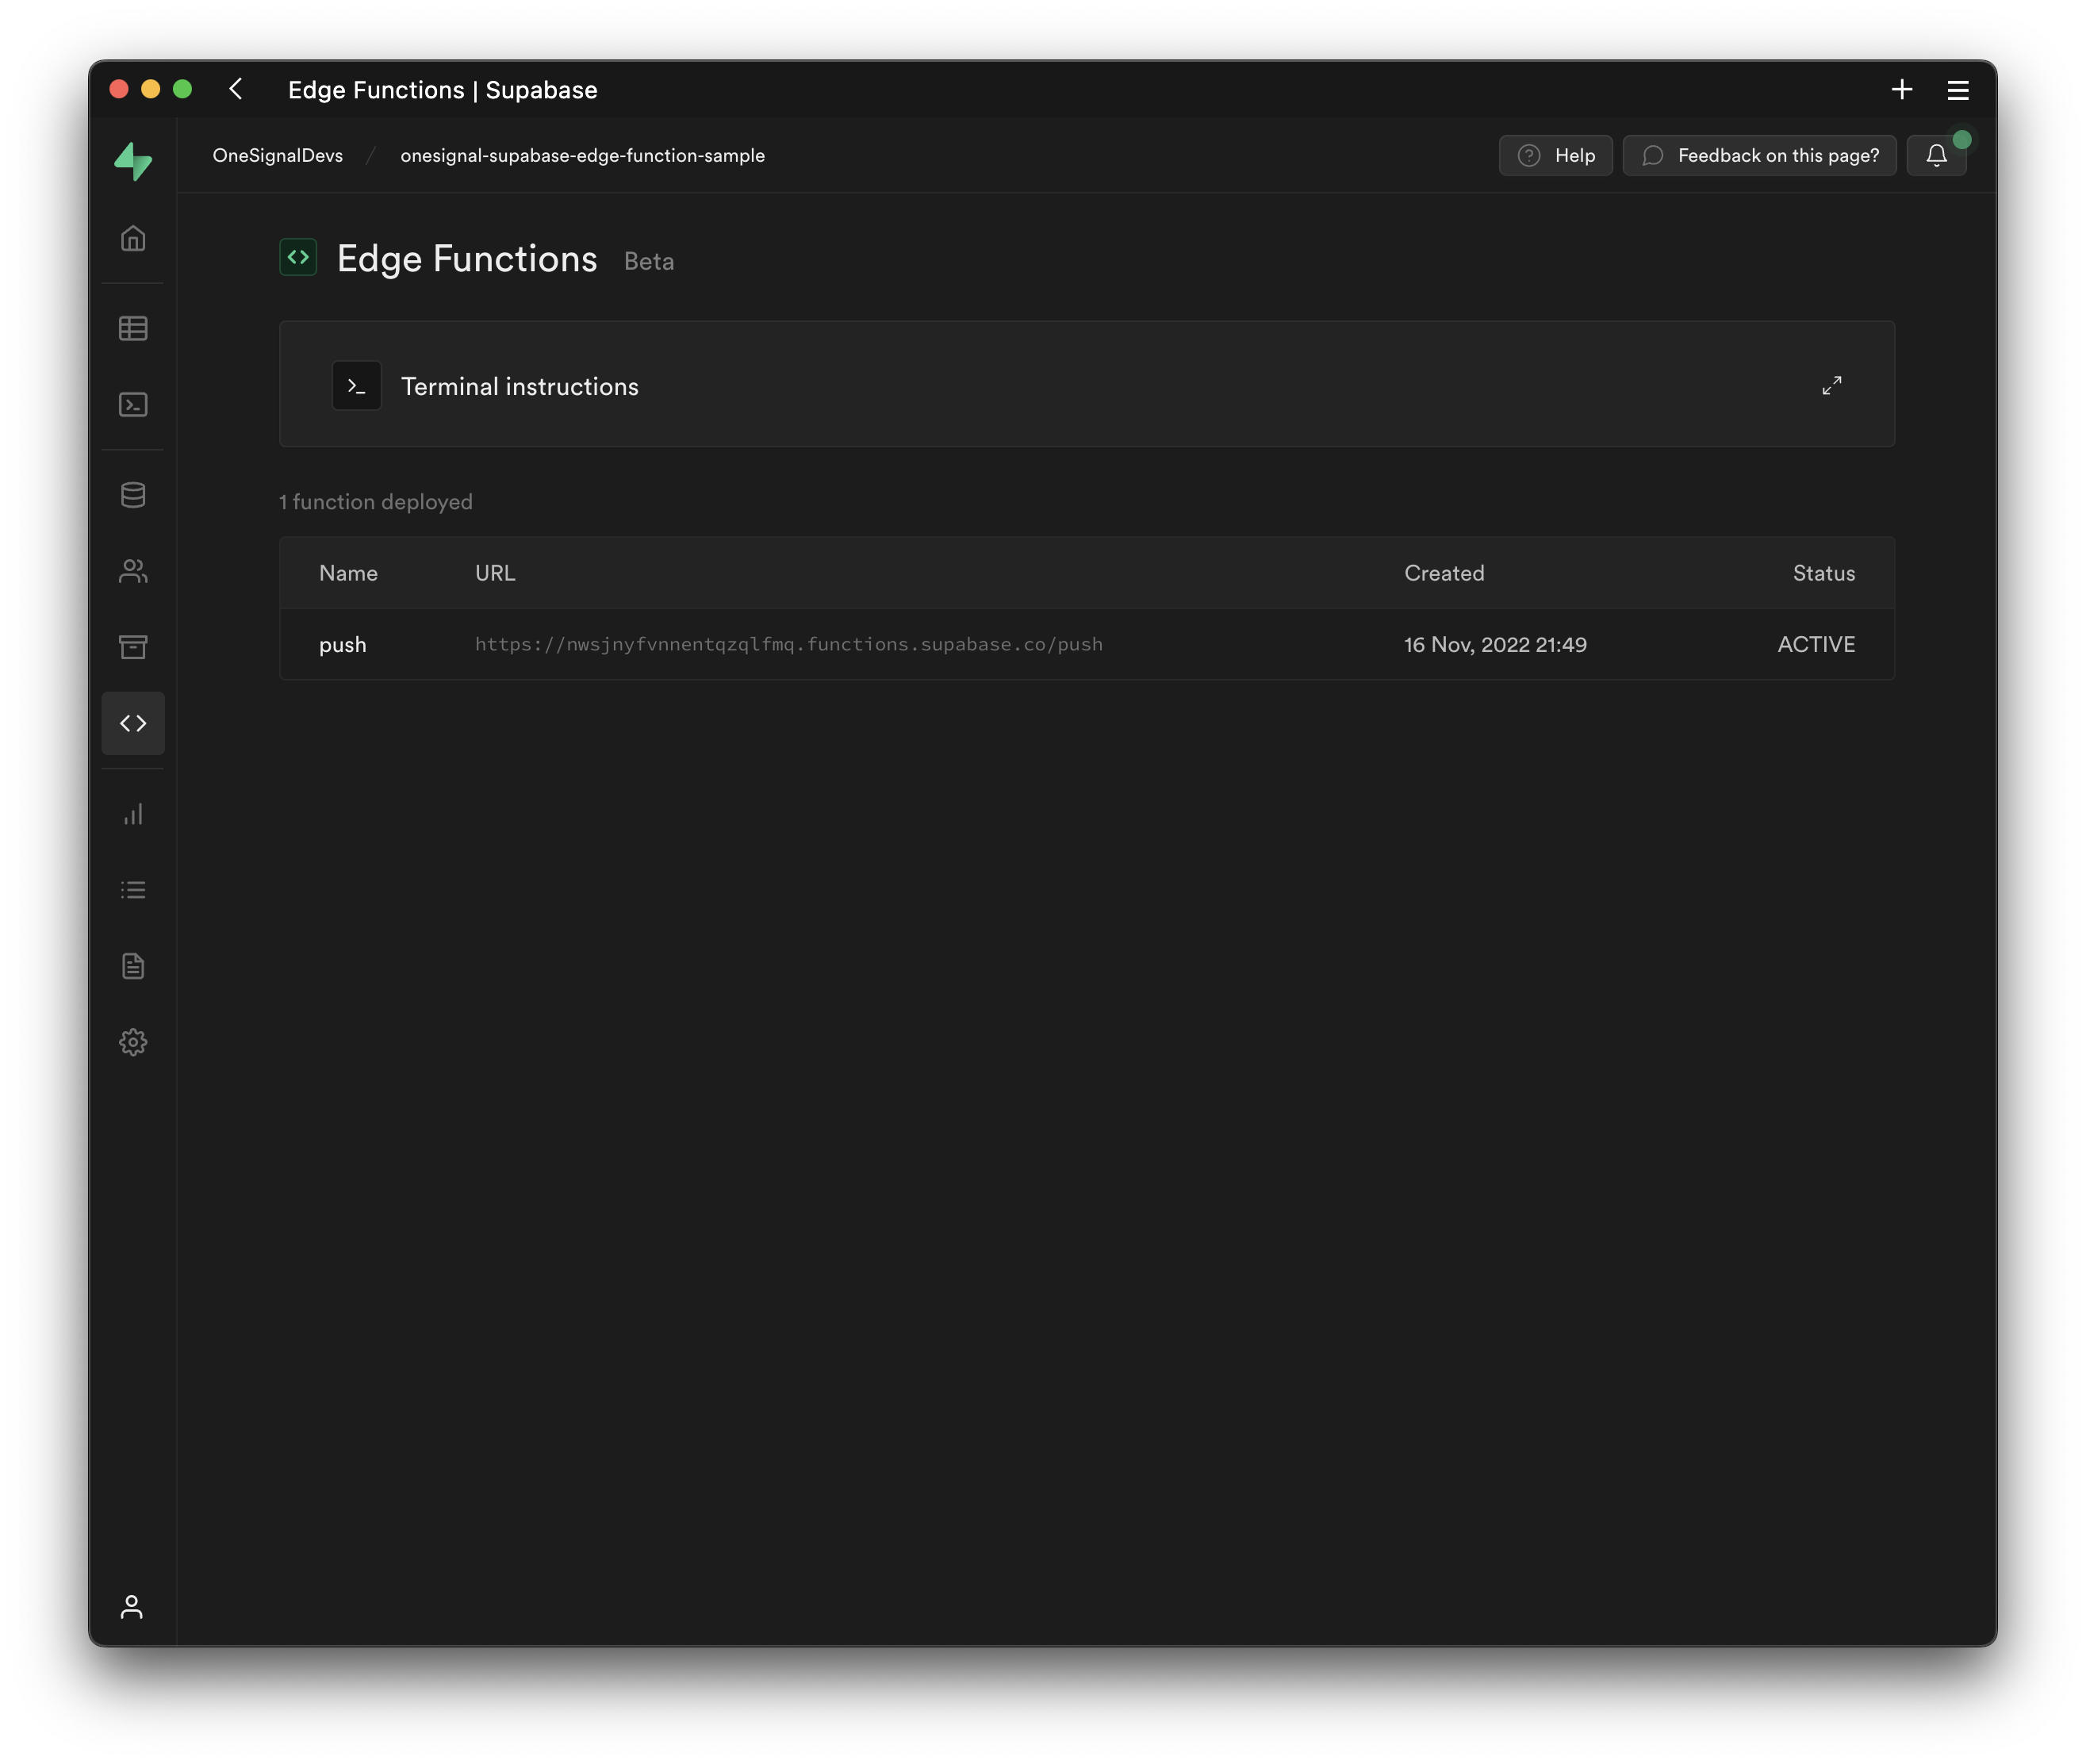 Edge Functions | Supabase
OneSignalDevs / onesignal-supabase-edge-function-sample
Help
Feedback on this page?
Edge Functions Beta
Terminal instructions
1 function deployed
Name URL Created Status
push https://nwsjnyfvnnentqzqlfmq.functions.supabase.co/push 16 Nov, 2022 21:49 ACTIVE